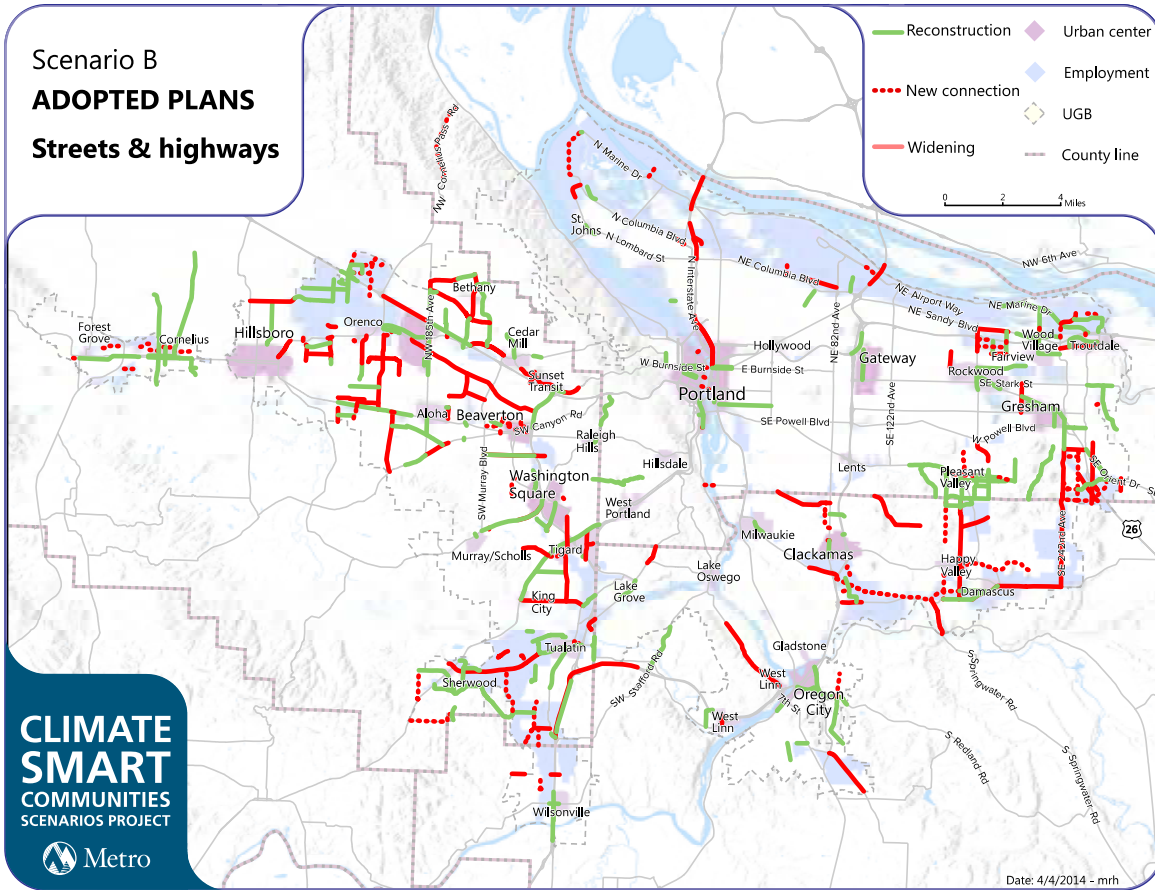 Scenario B
ADOPTED PLANS
Streets & highways
Reconstruction
New connection
Widening
Urban center
Employment
UGB
County line
0 2 4 Miles
NW Cornelius Pass Rd
N Marine Dr
St. Johns
N Columbia Blvd
N Lombard St
N Interstate Ave
NE Columbia Blvd
NW 6th Ave
NE Airport Way
NE Marine Dr
NE Sandy Blvd
NE 82nd Ave
Forest Grove
Cornelius
Hillsboro
Orenco
NW 185th Ave
Bethany
Cedar Mill
Sunset Transit
W Burnside St
E Burnside St
Hollywood
Portland
Gateway
Wood Village
Fairview
Troutdale
Rockwood
SE Stark St
Gresham
Aloha
Beaverton
SW Canyon Rd
Raleigh Hills
SE Powell Blvd
SE 122nd Ave
W Powell Blvd
SW Murray Blvd
Washington Square
Hillsdale
Lents
Pleasant Valley
SE Orient Dr
West Portland
Milwaukie
Clackamas
26
Murray/Scholls
Tigard
Lake Oswego
Happy Valley
SE 242nd Ave
King City
Lake Grove
Damascus
Tualatin
Gladstone
Sherwood
SW Stafford Rd
West Linn
7th St
Oregon City
S Springwater Rd
West Linn
S Redland Rd
S Springwater Rd
Wilsonville
CLIMATE
SMART
COMMUNITIES
SCENARIOS PROJECT
Metro
Date: 4/4/2014 - mrh